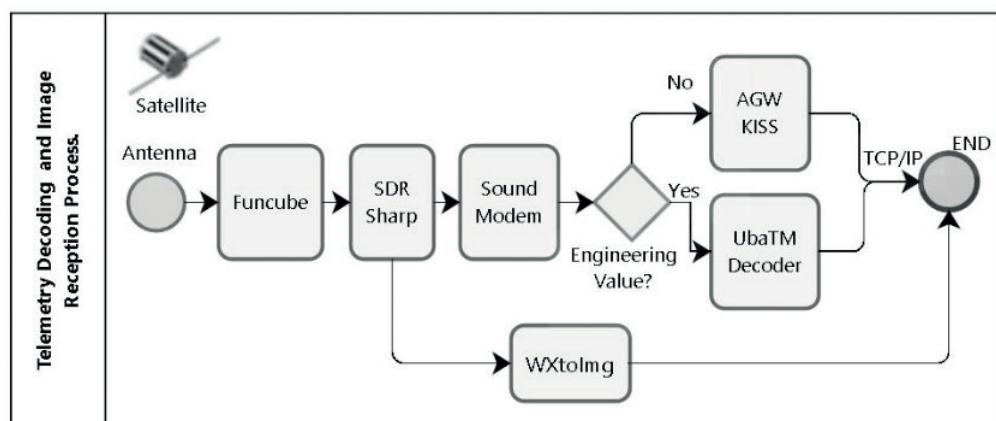 Telemetry Decoding and Image
Reception Process.
Satellite
Antenna
Funcube
SDR
Sharp
Sound
Modem
Engineering
Value?
No
AGW
KISS
Yes
UbaTM
Decoder
TCP/IP
END
WXtoImg